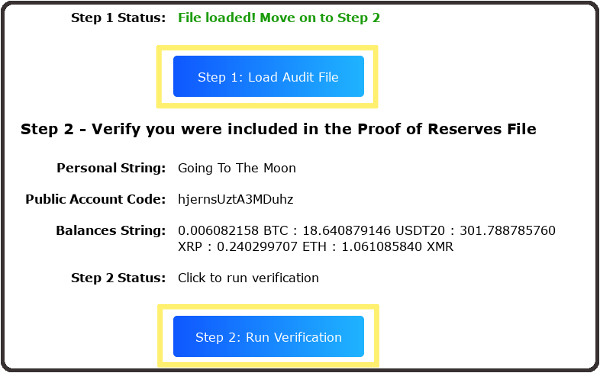 Step 1 Status: File loaded! Move on to Step 2
Step 1: Load Audit File
Step 2 – Verify you were included in the Proof of Reserves File
Personal String: Going To The Moon
Public Account Code: hjernsUztA3MDuhz
Balances String: 0.006082158 BTC : 18.640879146 USDT20 : 301.788785760
XRP : 0.240299707 ETH : 1.061085840 XMR
Step 2 Status: Click to run verification
Step 2: Run Verification